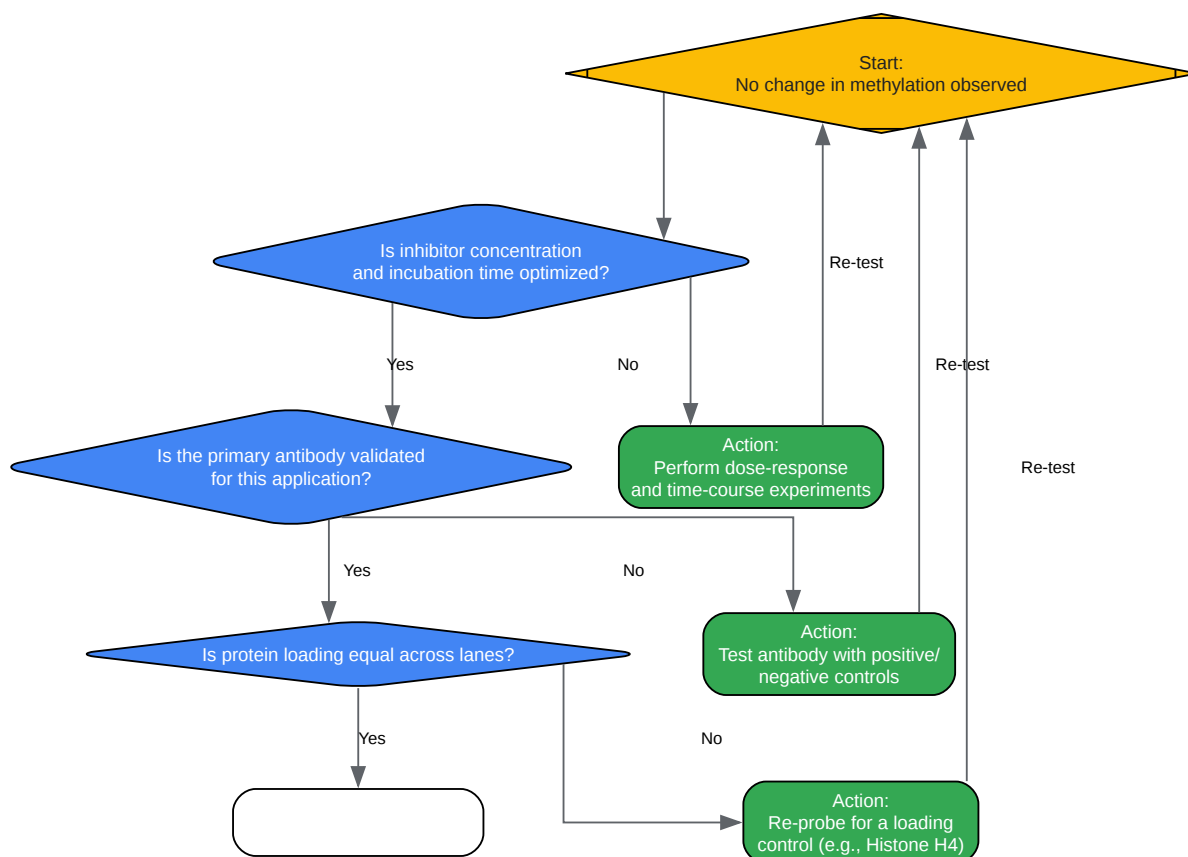 Start:
No change in methylation observed
Is inhibitor concentration
and incubation time optimized?
Re-test
Yes
No
Re-test
Action:
Perform dose-response
and time-course experiments
Is the primary antibody validated
for this application?
Re-test
Yes
No
Action:
Test antibody with positive/
negative controls
Is protein loading equal across lanes?
Yes
No
Action:
Re-probe for a loading
control (e.g., Histone H4)